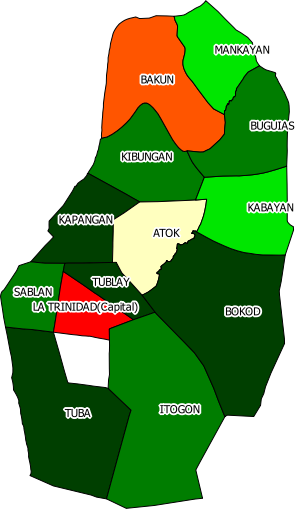 MANKAYAN
BAKUN
BUGUIAS
KIBUNGAN
KABAYAN
KAPANGAN
ATOK
TUBLAY
SABLAN
LA TRINIDAD(Capital)
BOKOD
TUBA
ITOGON